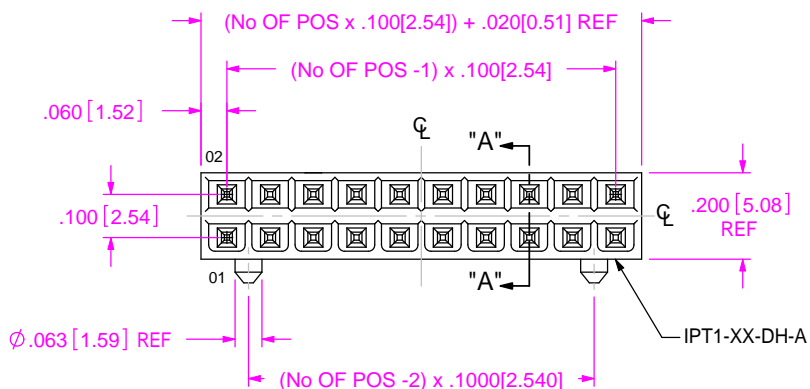 (No OF POS x .100[2.54]) + .020[0.51] REF
(No OF POS -1) x .100[2.54]
.060 [1.52]
℄
"A"
02
.100 [2.54]
℄
.200 [5.08]
REF
01
"A"
IPT1-XX-DH-A
Ø.063 [1.59] REF
(No OF POS -2) x .1000[2.540]